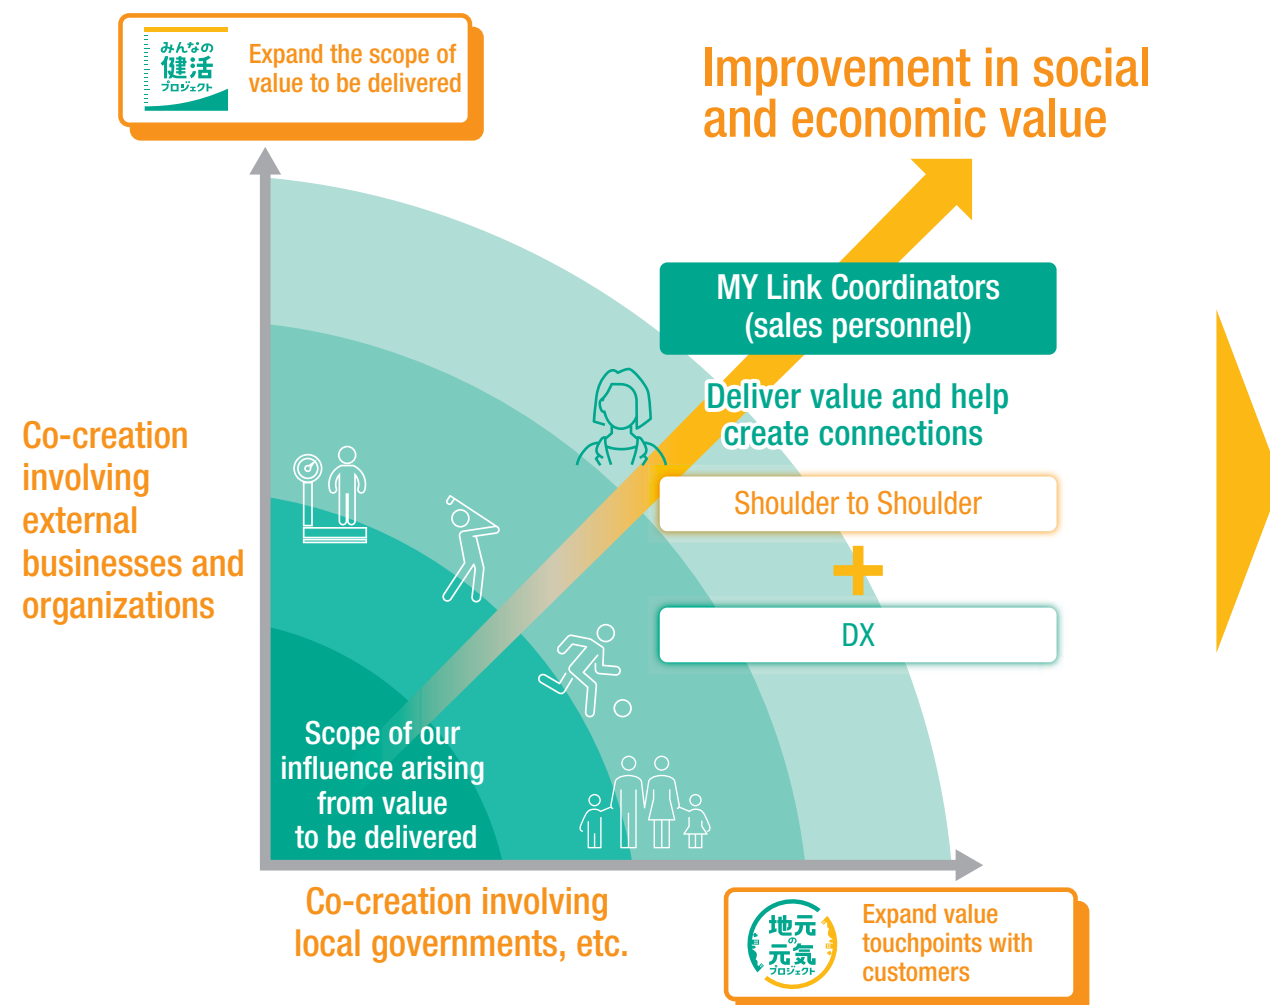 みんなの
健活
プロジェクト
Expand the scope of
value to be delivered
Improvement in social
and economic value
MY Link Coordinators
(sales personnel)
Deliver value and help
create connections
Co-creation
involving
external
businesses and
organizations
Shoulder to Shoulder
+
DX
Scope of our
influence arising
from value
to be delivered
Co-creation involving
local governments, etc.
地元
の
元気
プロジェクト
Expand value
touchpoints with
customers